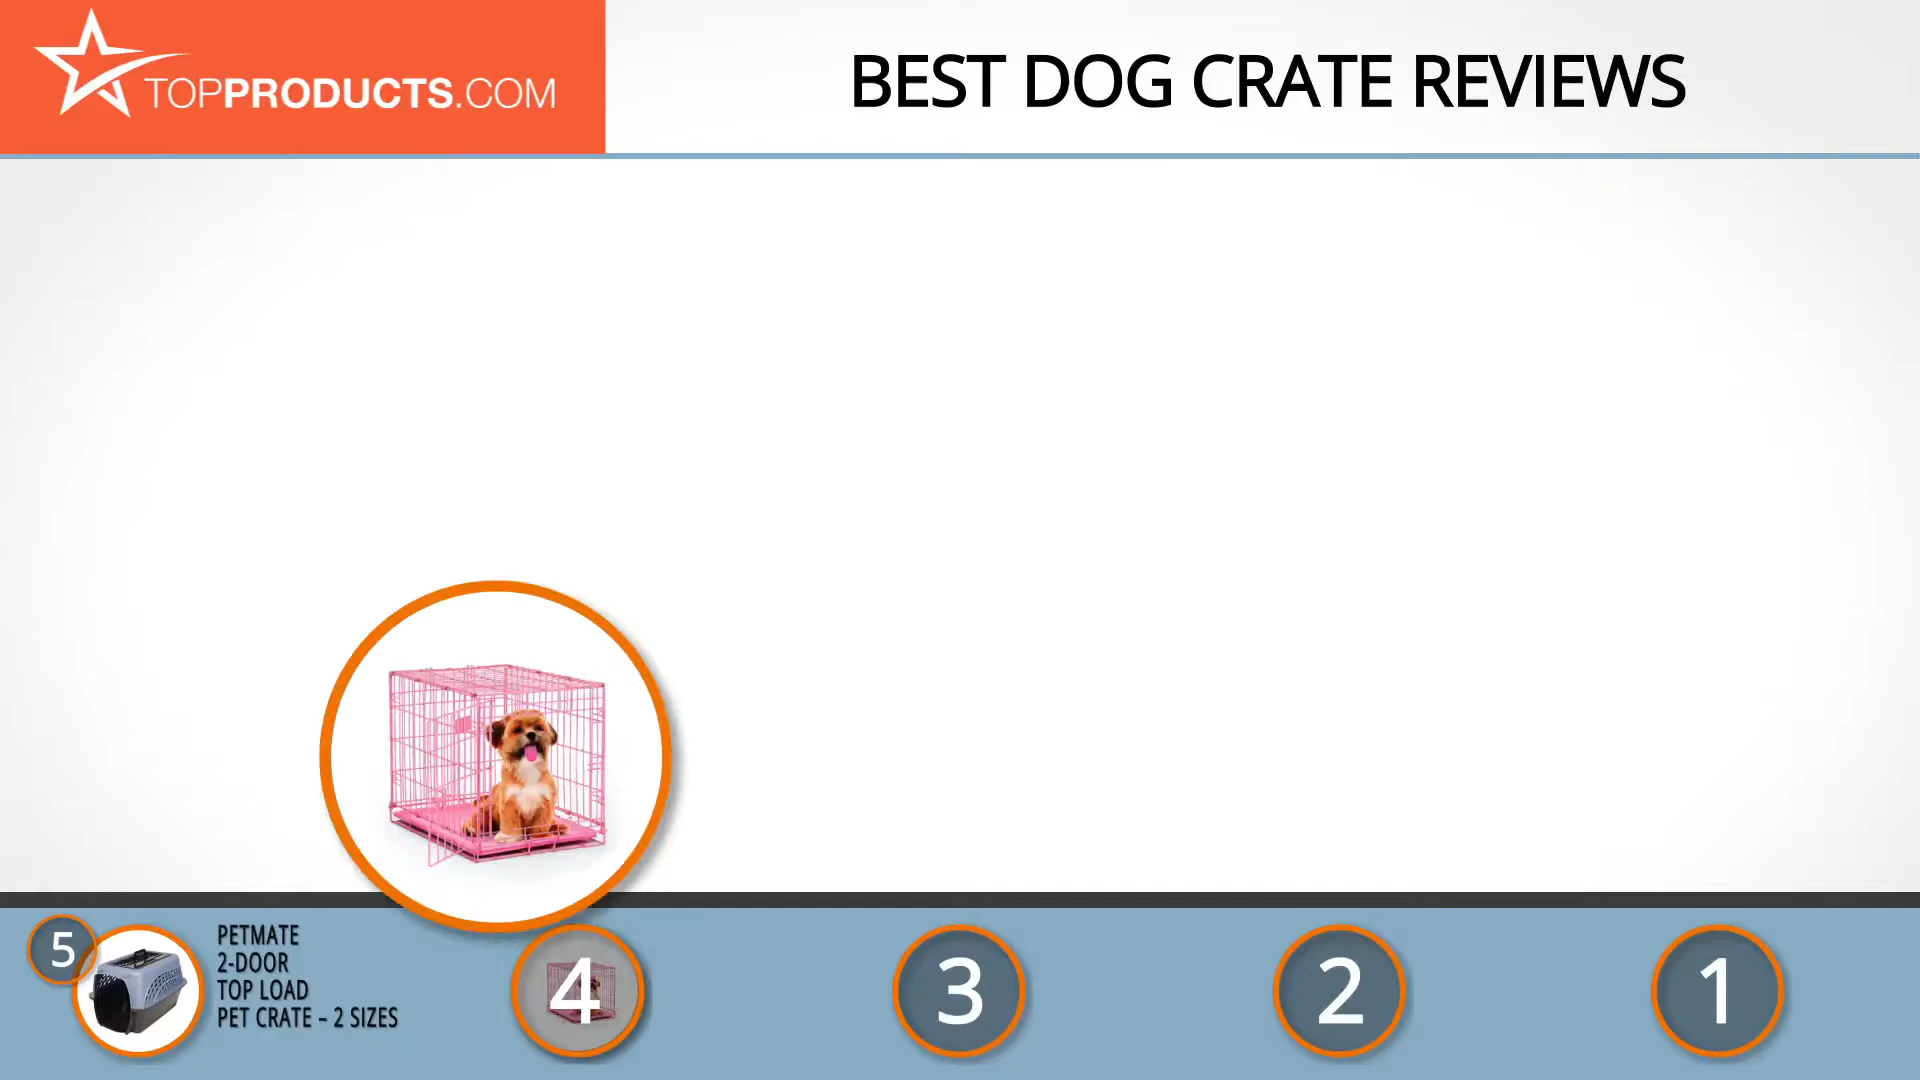 TOPPRODUCTS.COM
BEST DOG CRATE REVIEWS
5
PETMATE
2-DOOR
TOP LOAD
PET CRATE – 2 SIZES
4
3
2
1